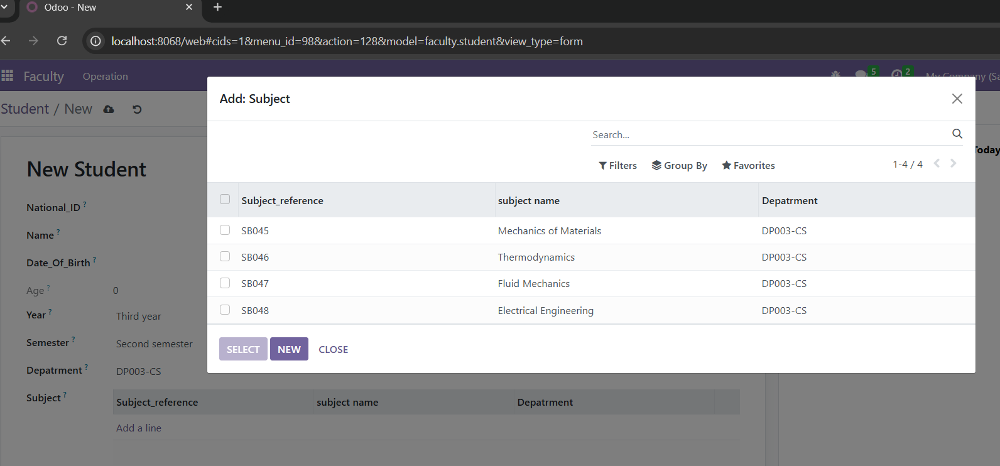 Odoo - New
localhost:8068/web#cids=1&menu_id=98&action=128&model=faculty.student&view_type=form
Faculty Operation 5 2 My Company (Sa
Student / New
Add: Subject
Search...
Today
Filters Group By Favorites 1-4 / 4
New Student
Subject_reference subject name Depatrment
National_ID ?
SB045 Mechanics of Materials DP003-CS
Name ?
SB046 Thermodynamics DP003-CS
Date_Of_Birth ?
SB047 Fluid Mechanics DP003-CS
Age ? 0
SB048 Electrical Engineering DP003-CS
Year ? Third year
Semester ? Second semester
SELECT NEW CLOSE
Depatrment ? DP003-CS
Subject ? Subject_reference subject name Depatrment
Add a line